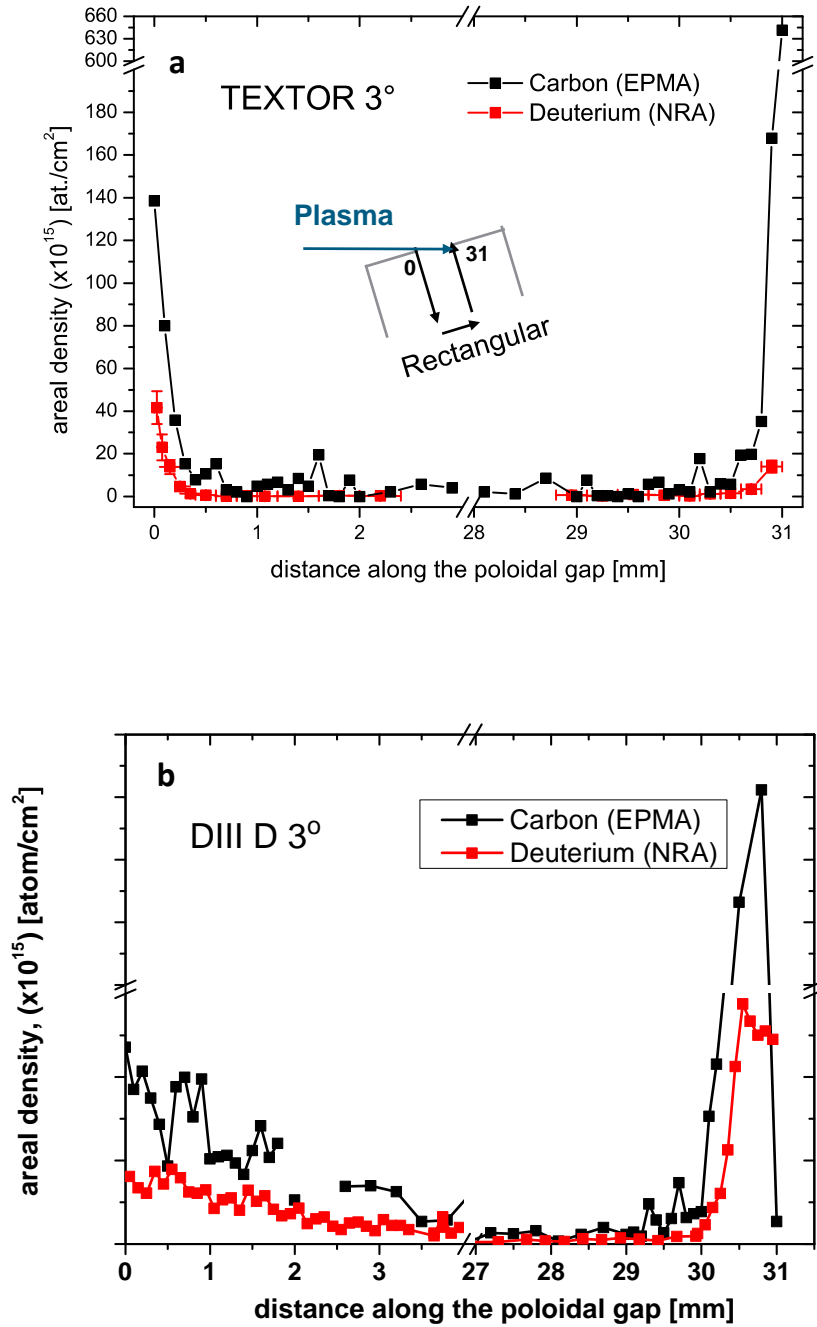 660
630
600
a
TEXTOR 3°
Carbon (EPMA)
Deuterium (NRA)
180
160
140
120
100
80
60
40
20
0
areal density (x10¹⁵) [at./cm²]
Plasma
0
31
Rectangular
0 1 2 28 29 30 31
distance along the poloidal gap [mm]
b
DIII D 3°
Carbon (EPMA)
Deuterium (NRA)
areal density, (x10¹⁵) [atom/cm²]
0 1 2 3 27 28 29 30 31
distance along the poloidal gap [mm]